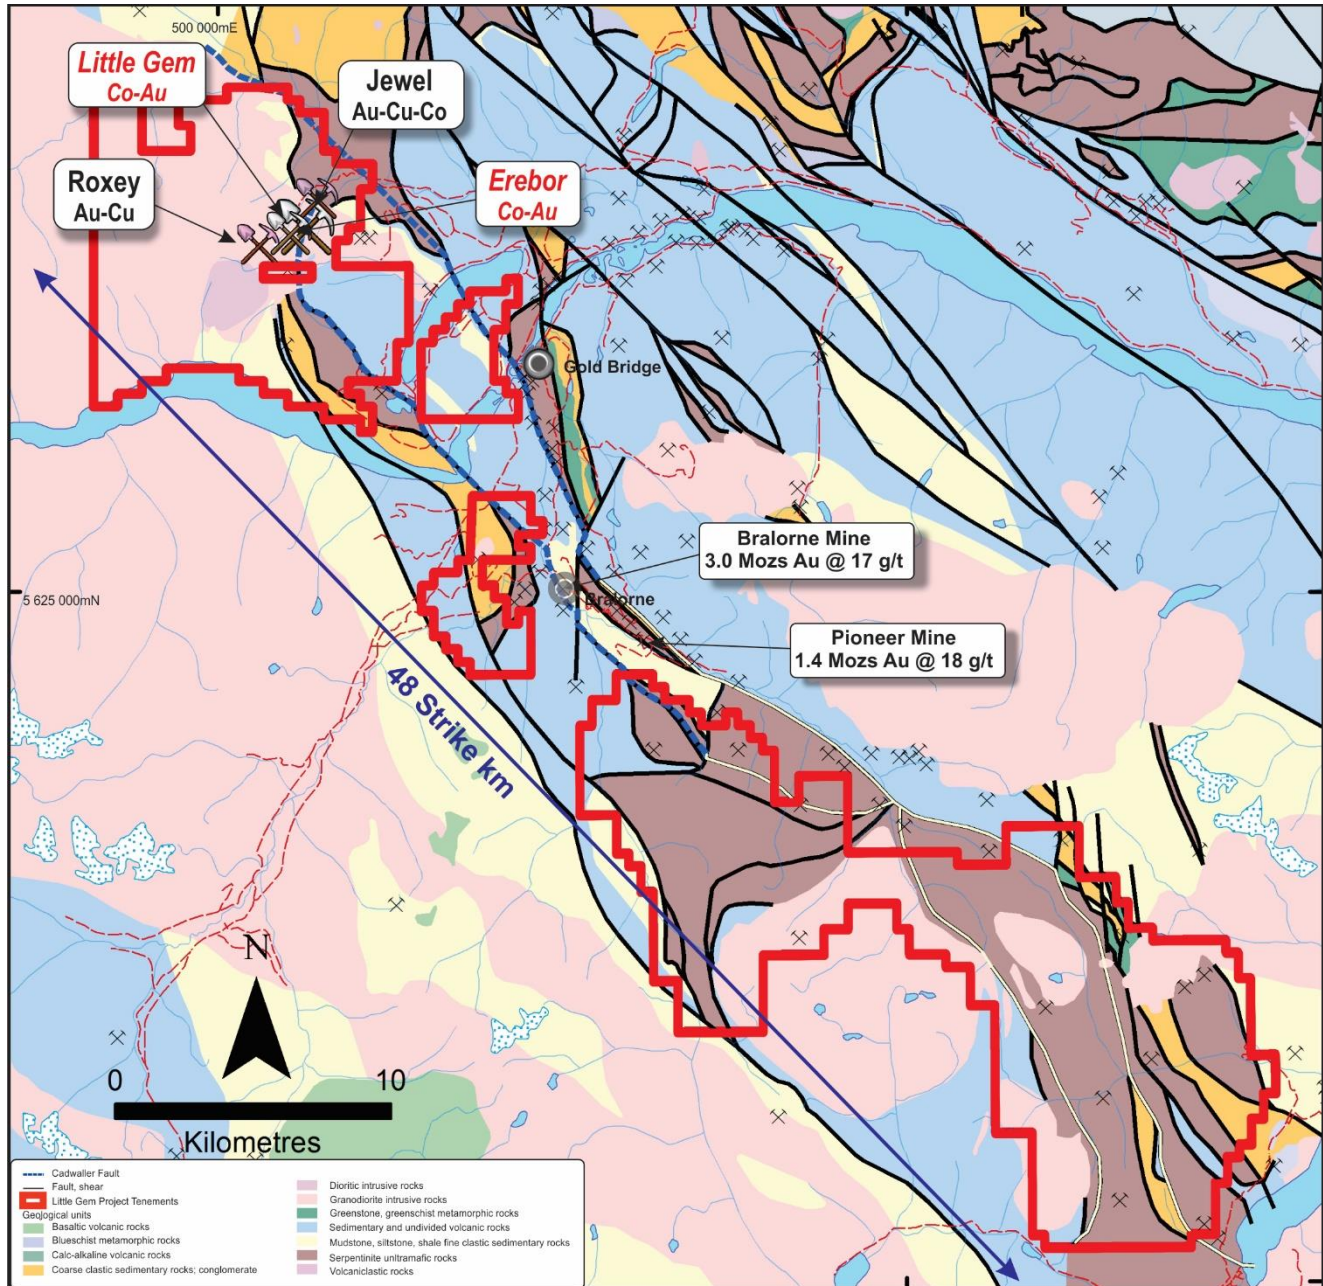 500 000mE
Little Gem
Co-Au
Jewel
Au-Cu-Co
Roxey
Au-Cu
Erebor
Co-Au
Gold Bridge
Bralorne Mine
3.0 Mozs Au @ 17 g/t
5 625 000mN
Bralorne
Pioneer Mine
1.4 Mozs Au @ 18 g/t
48 Strike km
N
0 10
Kilometres
Cadwaller Fault
Fault, shear
Little Gem Project Tenements
Geological units
Basaltic volcanic rocks
Blueschist metamorphic rocks
Calc-alkaline volcanic rocks
Coarse clastic sedimentary rocks; conglomerate
Dioritic intrusive rocks
Granodiorite intrusive rocks
Greenstone, greenschist metamorphic rocks
Sedimentary and undivided volcanic rocks
Mudstone, siltstone, shale fine clastic sedimentary rocks
Serpentinite unltramafic rocks
Volcaniclastic rocks